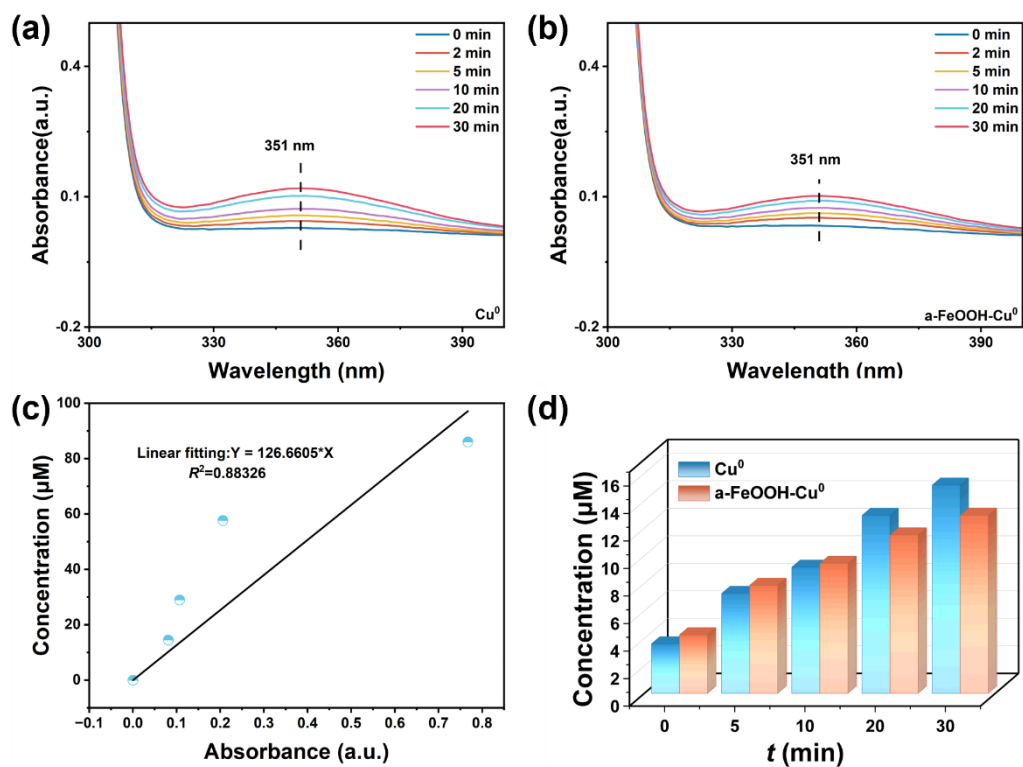 (a)
0 min
2 min
5 min
10 min
20 min
30 min
351 nm
Cu⁰
0.4
0.1
-0.2
300
330
360
390
Absorbance(a.u.)
Wavelength (nm)
(b)
0 min
2 min
5 min
10 min
20 min
30 min
351 nm
a-FeOOH-Cu⁰
0.4
0.1
-0.2
300
330
360
390
Absorbance(a.u.)
Wavelength (nm)
(c)
Linear fitting:Y = 126.6605*X
R²=0.88326
100
80
60
40
20
0
−0.1
0.0
0.1
0.2
0.3
0.4
0.5
0.6
0.7
0.8
Concentration (μM)
Absorbance (a.u.)
(d)
Cu⁰
a-FeOOH-Cu⁰
16
14
12
10
8
6
4
2
0
0
5
10
20
30
Concentration (μM)
t (min)